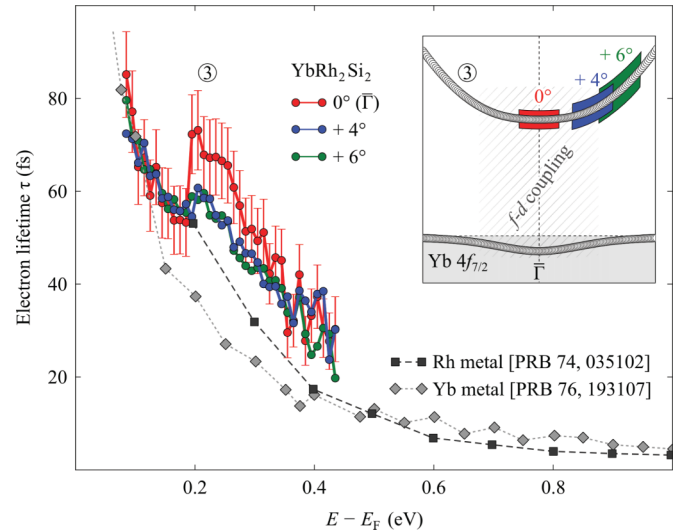 ③
YbRh₂Si₂
0° (Γ̄)
+ 4°
+ 6°
③
0°
+ 4°
+ 6°
f-d coupling
Yb 4f₇/₂
Γ̄
Rh metal [PRB 74, 035102]
Yb metal [PRB 76, 193107]
Electron lifetime τ (fs)
80
60
40
20
0.2
0.4
0.6
0.8
E − E_F (eV)